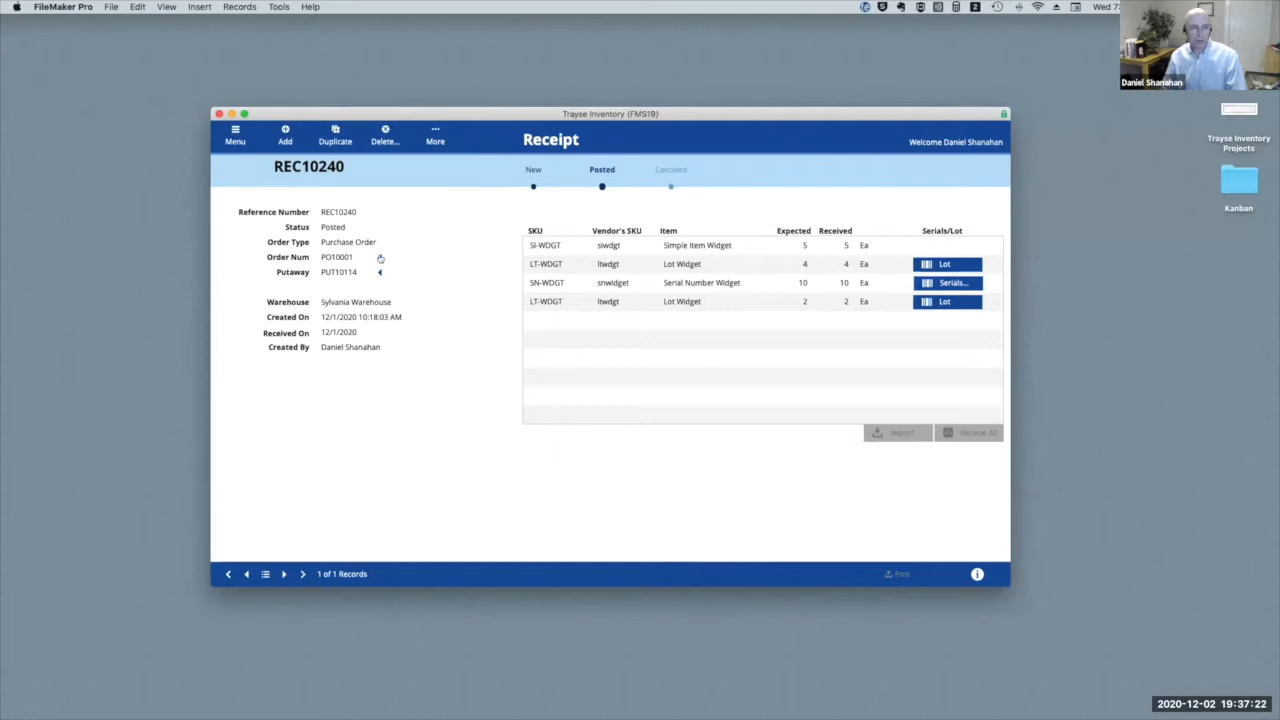 FileMaker Pro File Edit View Insert Records Tools Help
2
Wed 7:
Daniel Shanahan
Trayse Inventory Projects
Kanban
Trayse Inventory (FMS19)
Menu Add Duplicate Delete... More
Receipt
Welcome Daniel Shanahan
REC10240
New Posted Canceled
Reference Number REC10240
Status Posted
Order Type Purchase Order
Order Num PO10001
Putaway PUT10114
Warehouse Sylvania Warehouse
Created On 12/1/2020 10:18:03 AM
Received On 12/1/2020
Created By Daniel Shanahan
SKU Vendor's SKU Item Expected Received Serials/Lot
SI-WDGT siwdgt Simple Item Widget 5 5 Ea
LT-WDGT ltwdgt Lot Widget 4 4 Ea Lot
SN-WDGT snwidget Serial Number Widget 10 10 Ea Serials...
LT-WDGT ltwdgt Lot Widget 2 2 Ea Lot
Import Receive All
1 of 1 Records
Post
2020-12-02 19:37:22